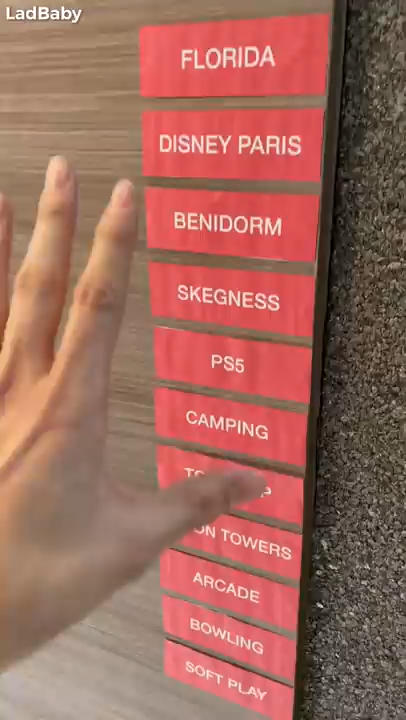 LadBaby
FLORIDA
DISNEY PARIS
BENIDORM
SKEGNESS
PS5
CAMPING
TOWERS
ARCADE
BOWLING
SOFT PLAY